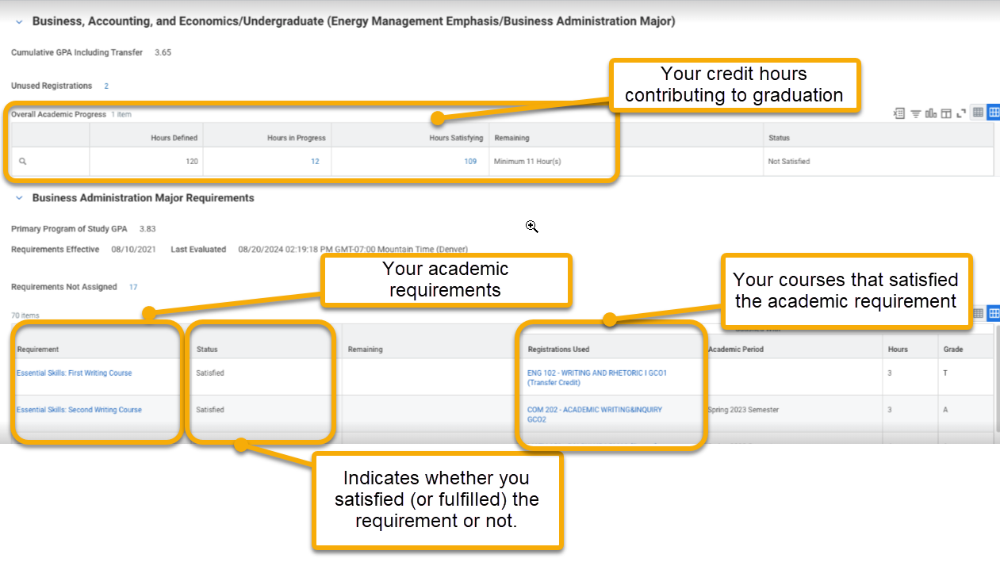 Business, Accounting, and Economics/Undergraduate (Energy Management Emphasis/Business Administration Major)
Cumulative GPA Including Transfer 3.65
Your credit hours
contributing to graduation
Unused Registrations 2
Overall Academic Progress 1 item
Hours Defined Hours in Progress Hours Satisfying Remaining Status
120 12 109 Minimum 11 Hour(s) Not Satisfied
Business Administration Major Requirements
Primary Program of Study GPA 3.83
Requirements Effective 08/10/2021 Last Evaluated 08/20/2024 02:19:18 PM GMT-07:00 Mountain Time (Denver)
Your academic
requirements
Your courses that satisfied
the academic requirement
Requirements Not Assigned 17
70 items
Requirement Status Remaining Registrations Used Academic Period Hours Grade
Essential Skills: First Writing Course Satisfied ENG 102 - WRITING AND RHETORIC I GCO1 3 T
(Transfer Credit)
Essential Skills: Second Writing Course Satisfied COM 202 - ACADEMIC WRITING&INQUIRY Spring 2023 Semester 3 A
GCO2
Indicates whether you
satisfied (or fulfilled) the
requirement or not.